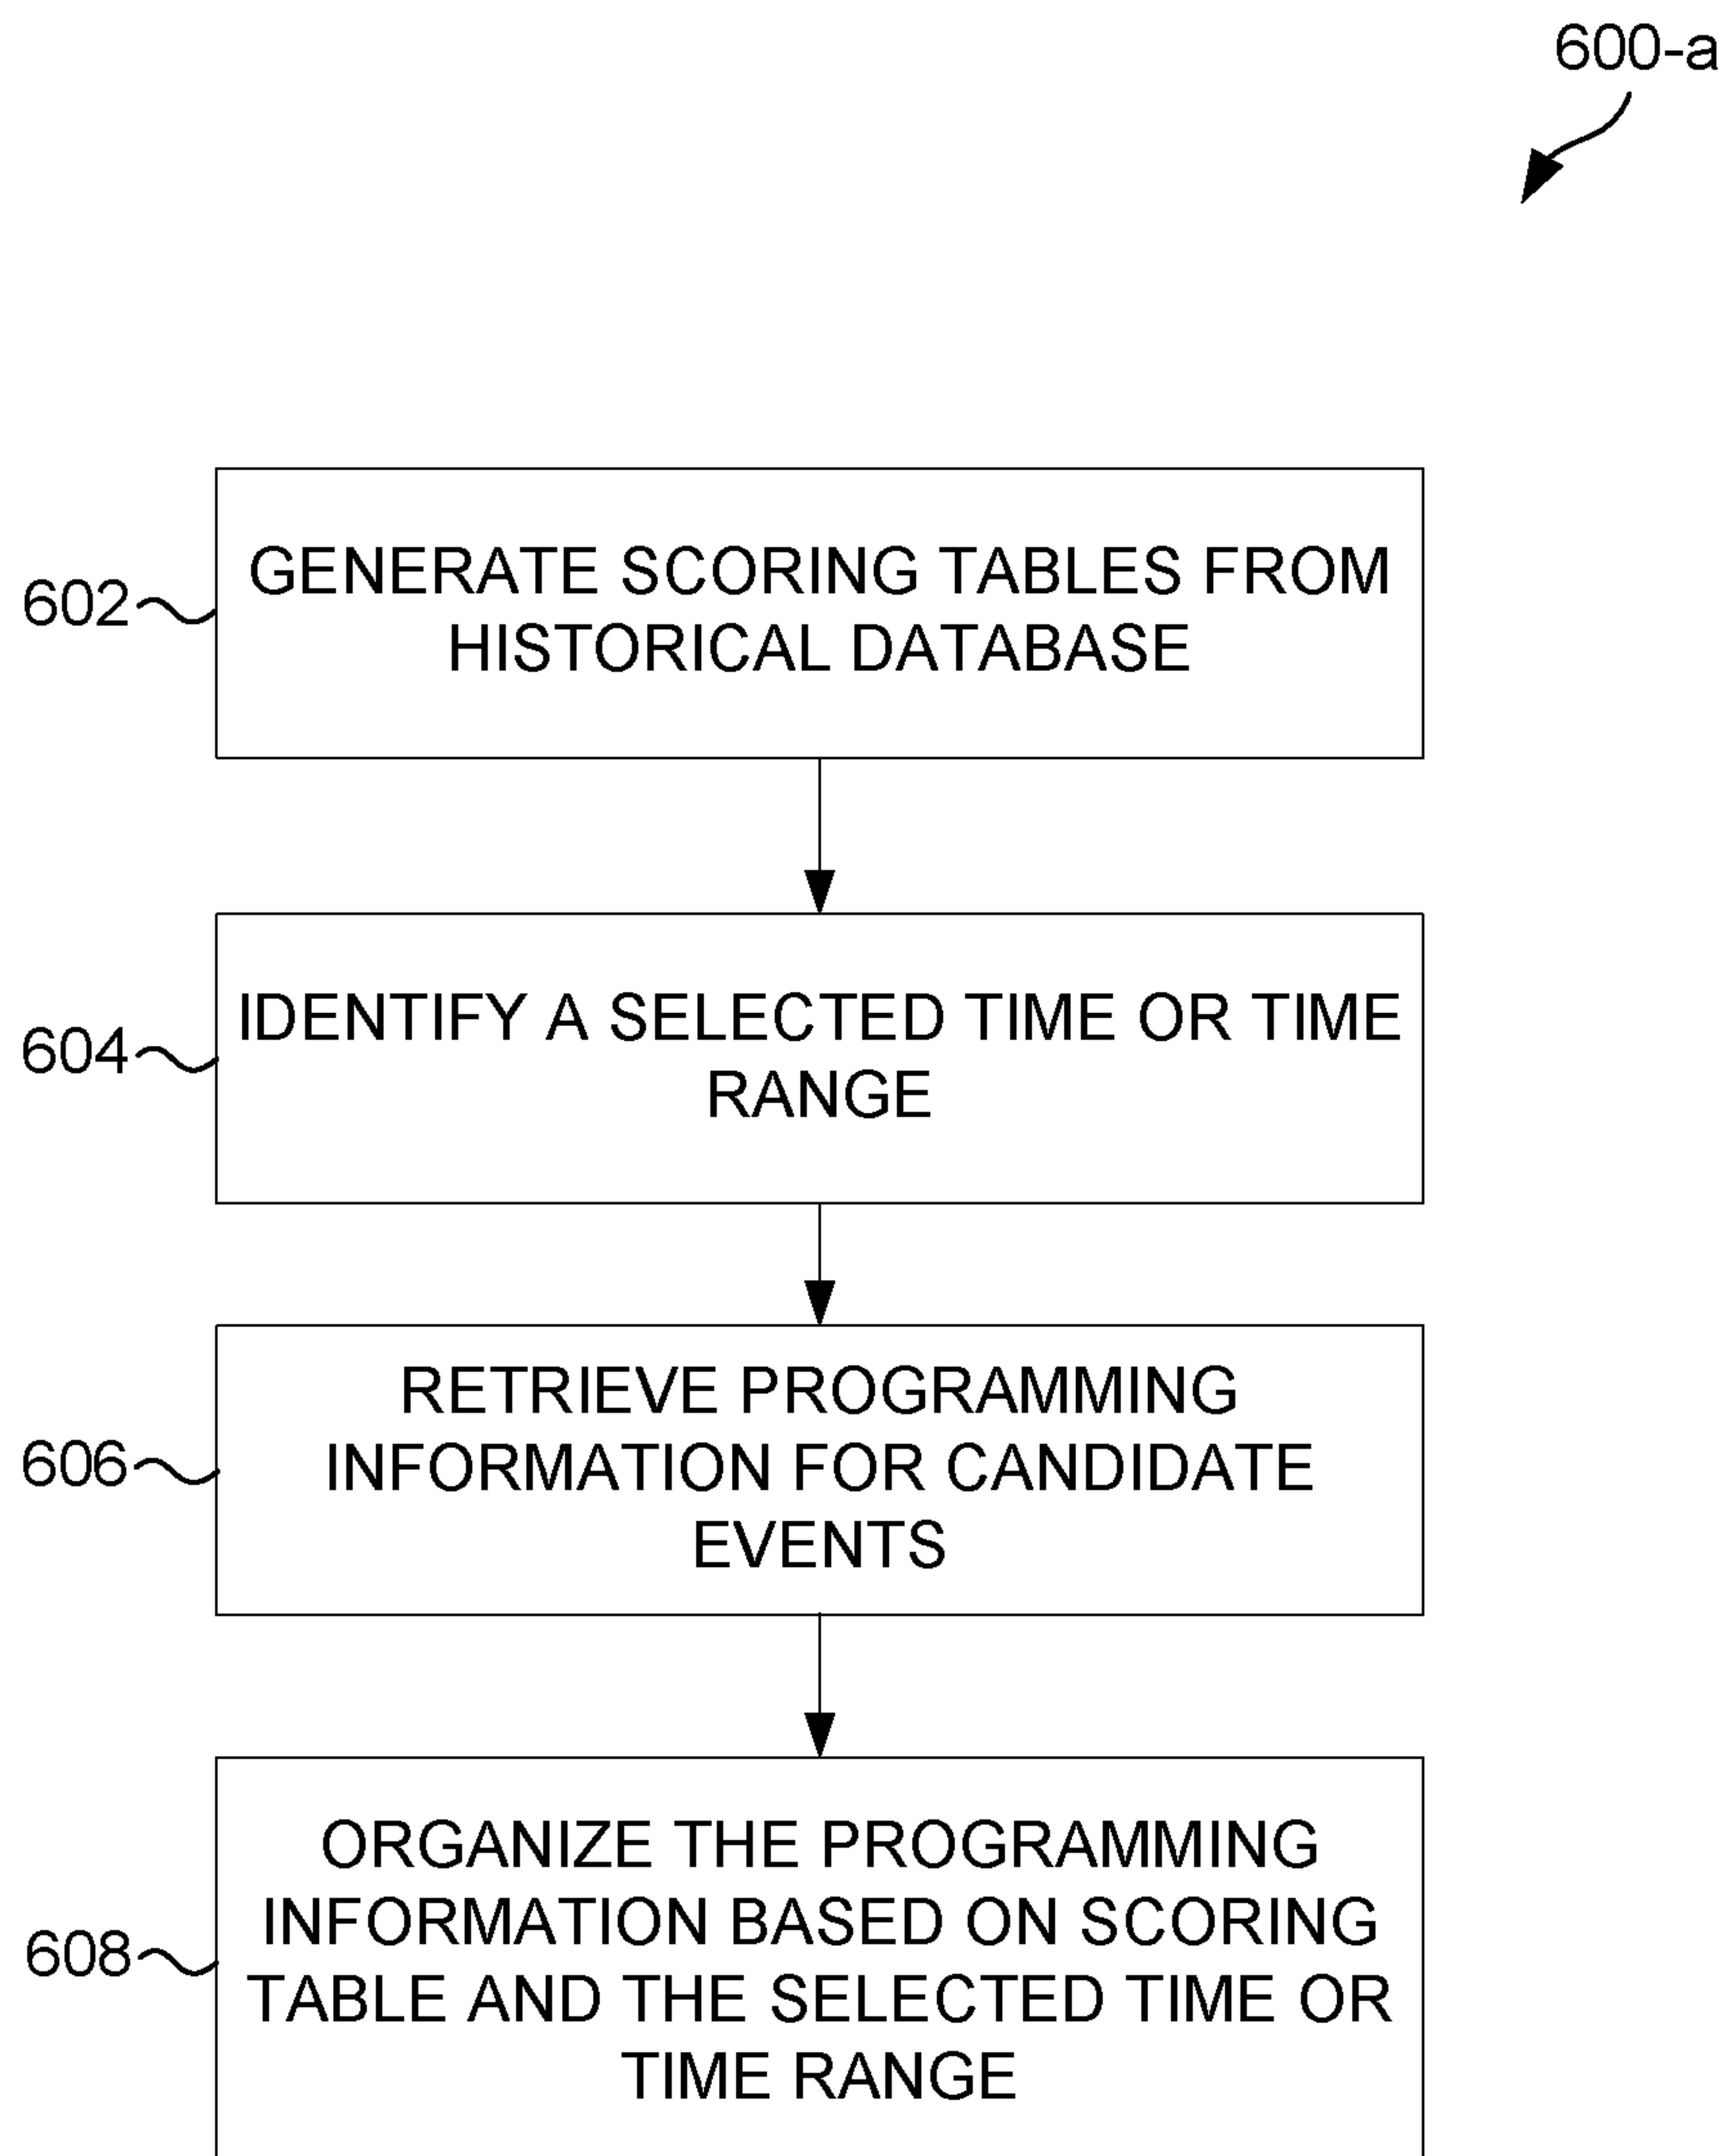 600-a
602
GENERATE SCORING TABLES FROM
HISTORICAL DATABASE
604
IDENTIFY A SELECTED TIME OR TIME
RANGE
606
RETRIEVE PROGRAMMING
INFORMATION FOR CANDIDATE
EVENTS
608
ORGANIZE THE PROGRAMMING
INFORMATION BASED ON SCORING
TABLE AND THE SELECTED TIME OR
TIME RANGE